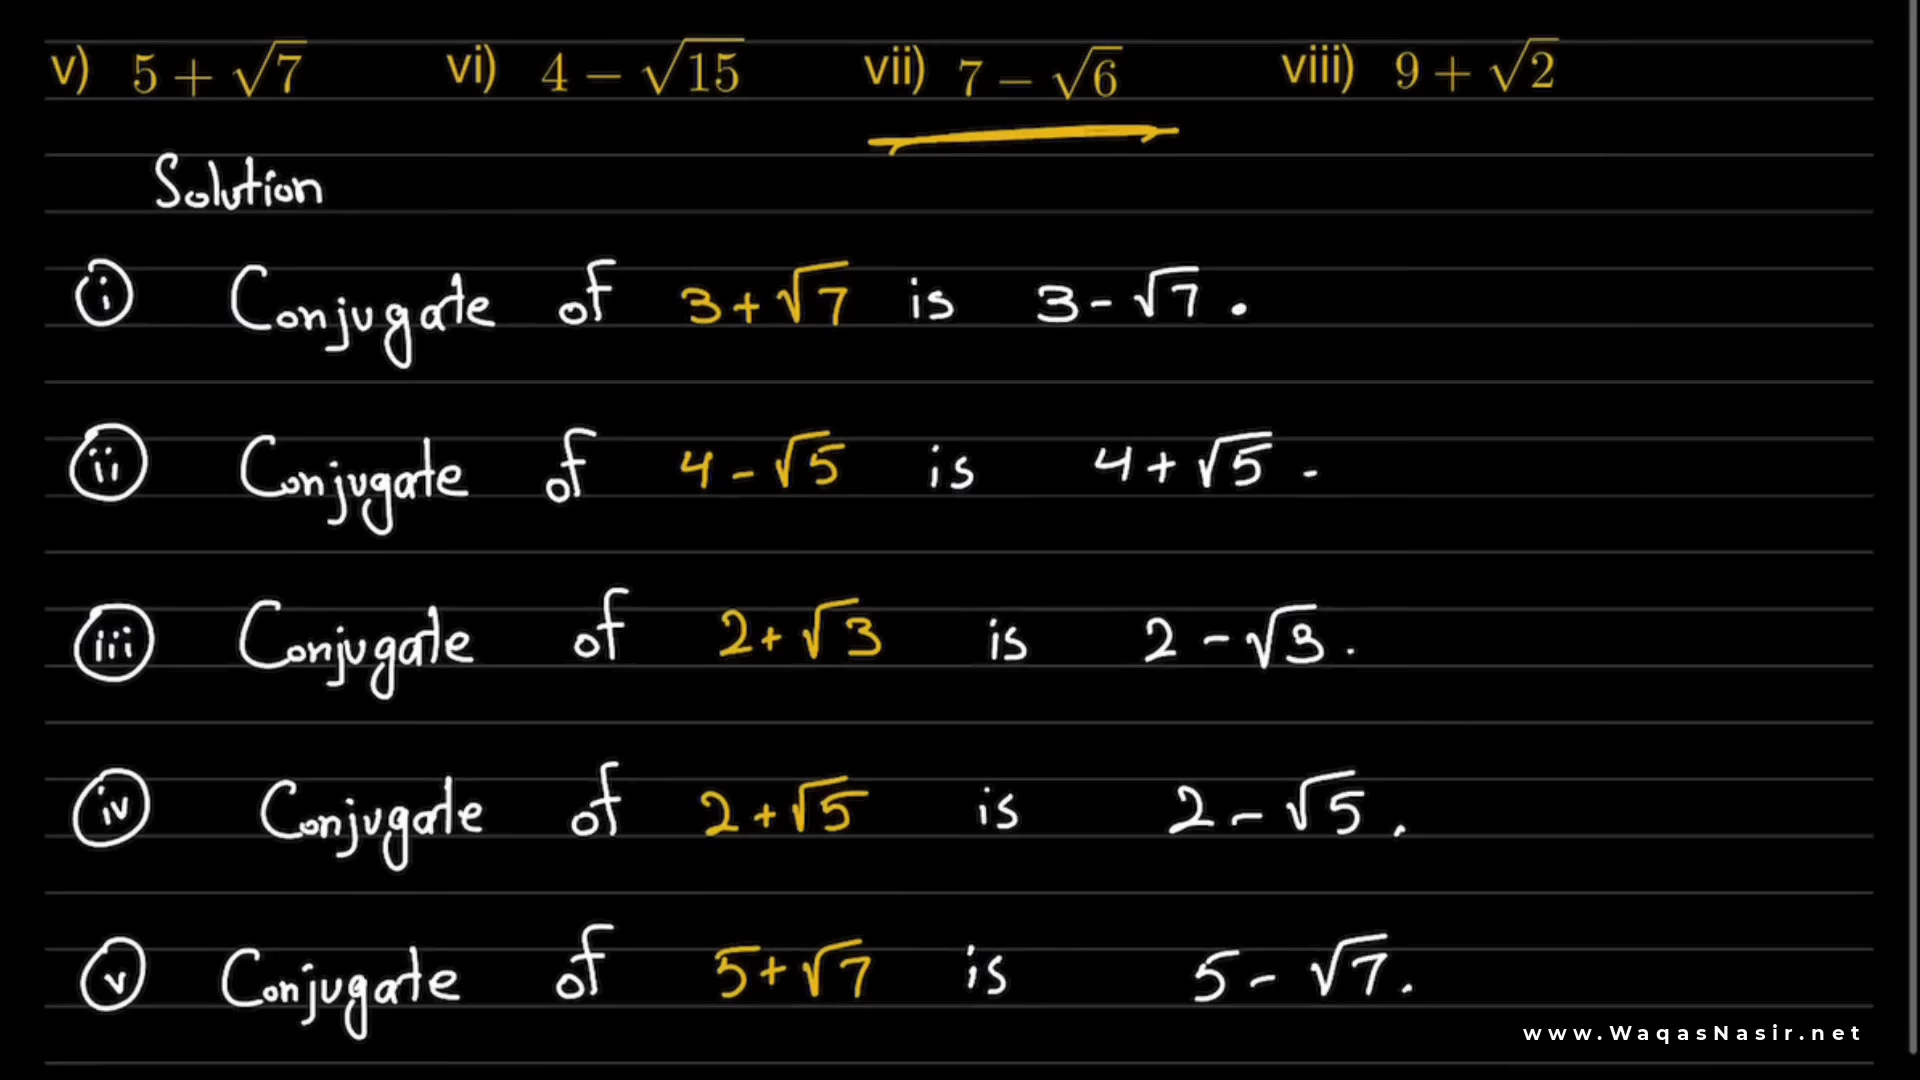 v) 5 + √7 vi) 4 − √15 vii) 7 − √6 viii) 9 + √2
Solution
i Conjugate of 3+√7 is 3-√7.
ii Conjugate of 4-√5 is 4+√5.
iii Conjugate of 2+√3 is 2-√3.
iv Conjugate of 2+√5 is 2-√5.
v Conjugate of 5+√7 is 5-√7.
www.WaqasNasir.net